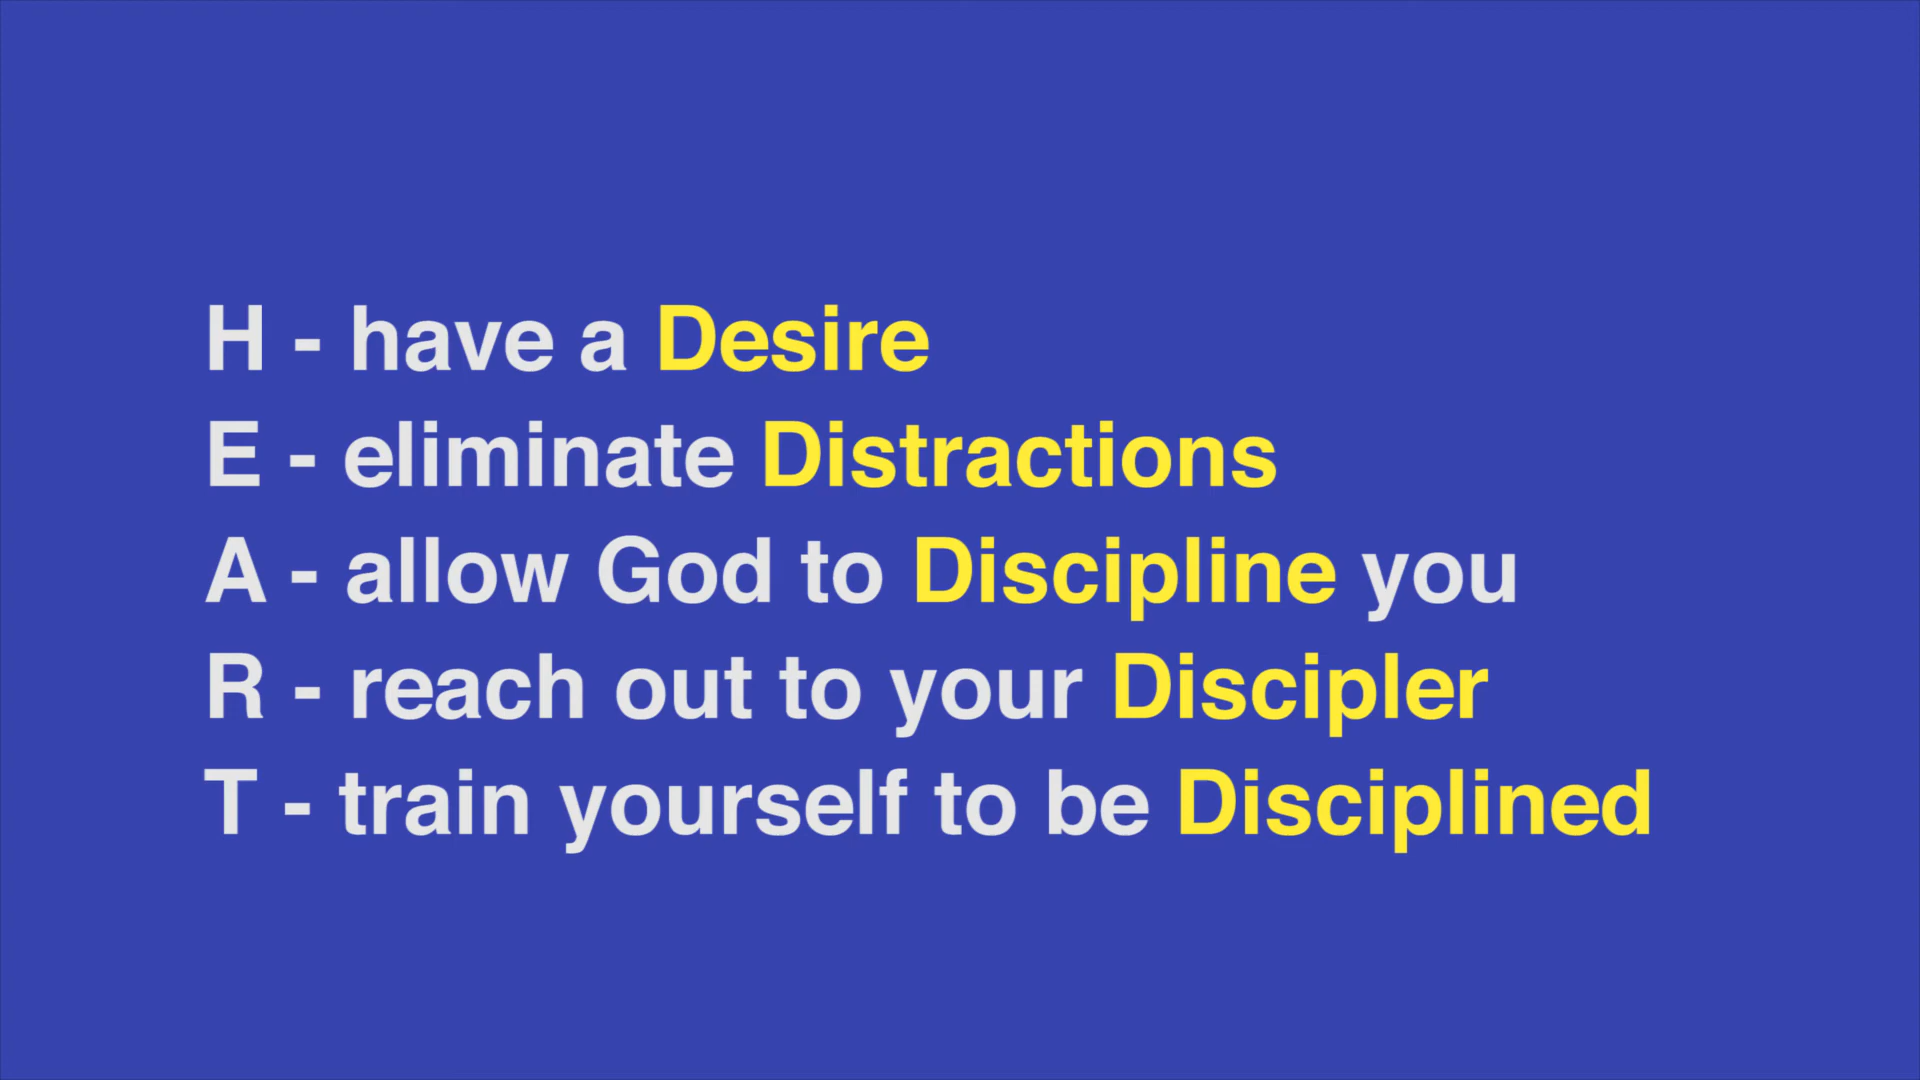 H - have a Desire
E - eliminate Distractions
A - allow God to Discipline you
R - reach out to your Discipler
T - train yourself to be Disciplined